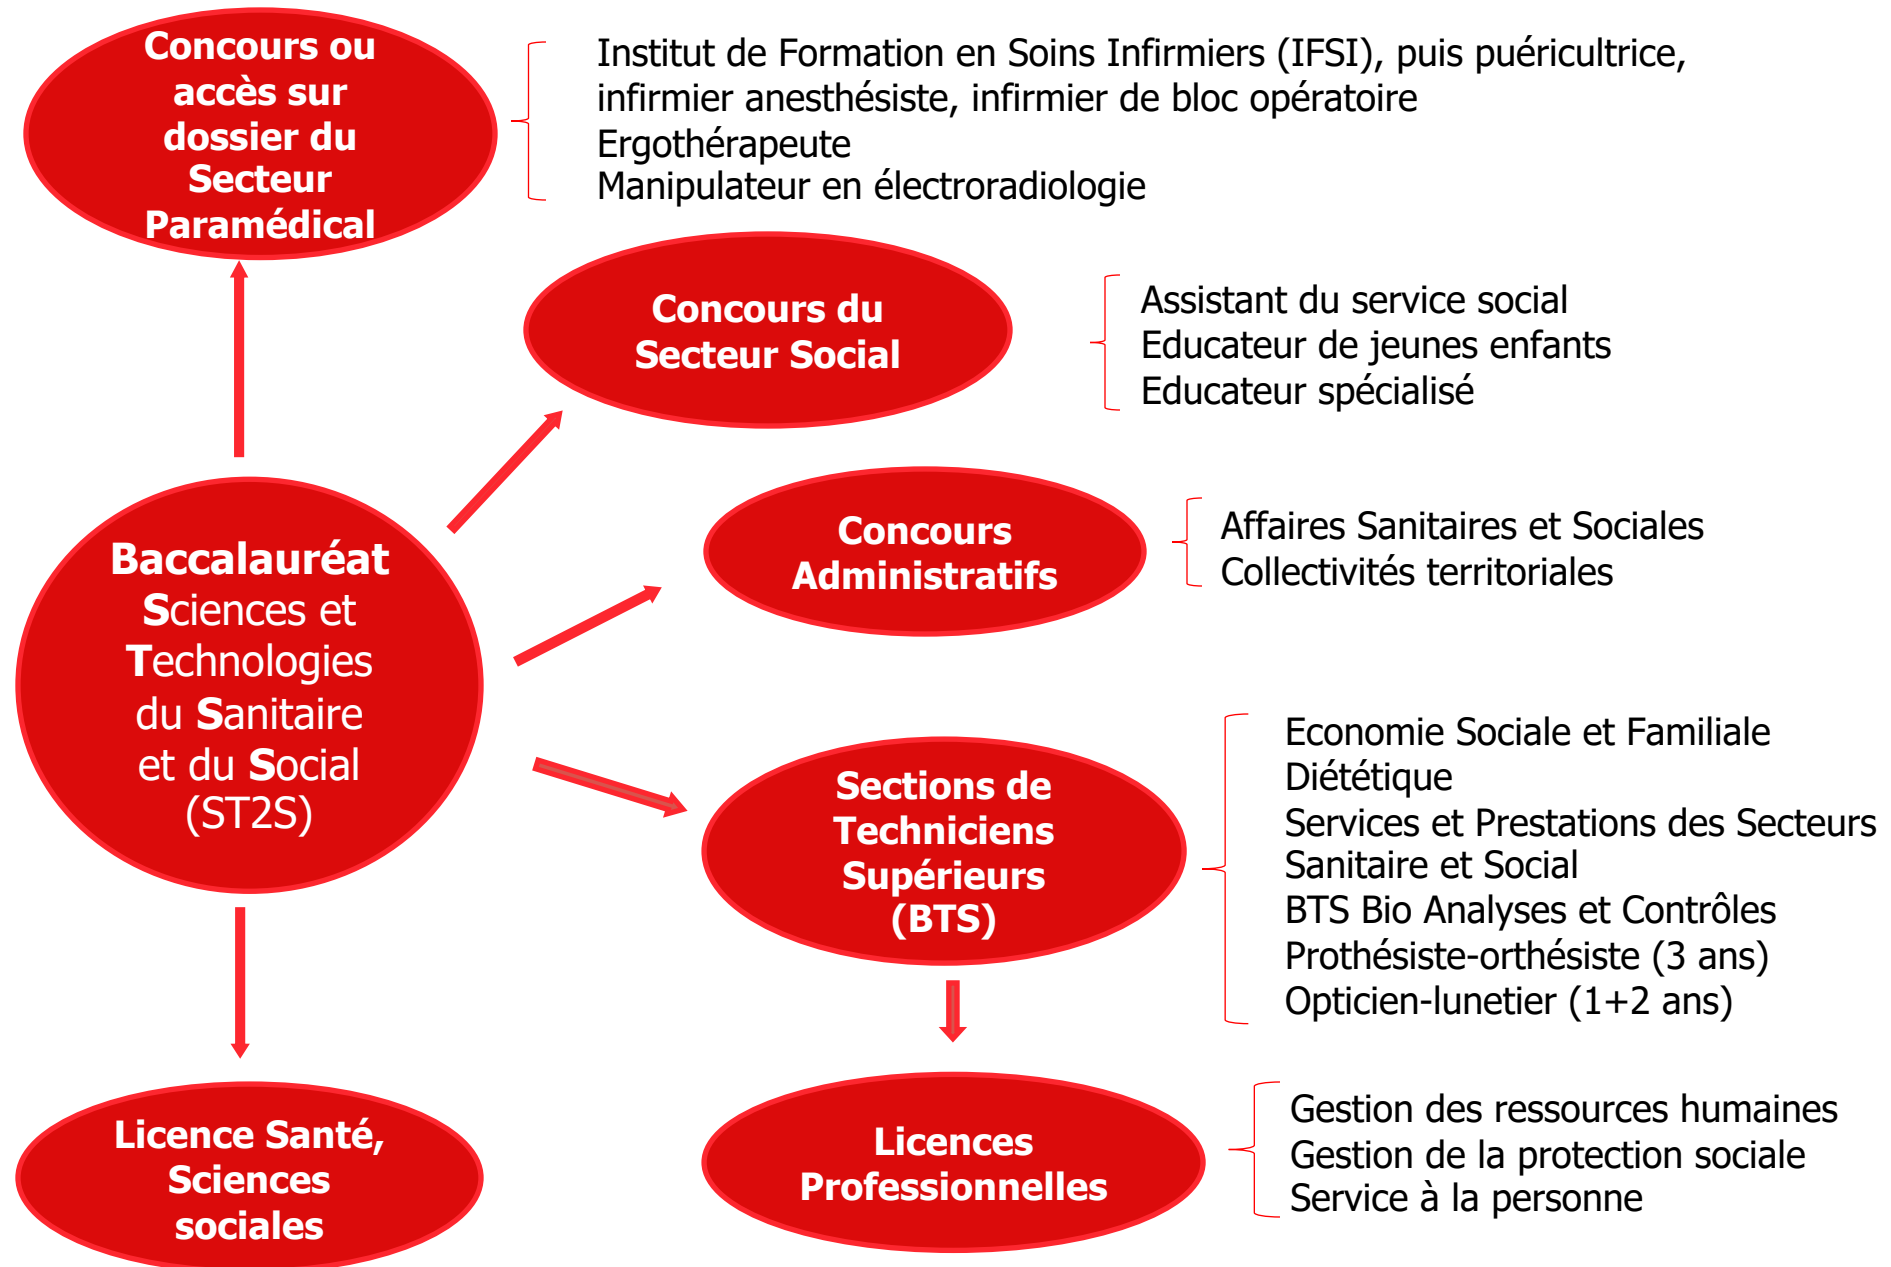 Concours ou
accès sur
dossier du
Secteur
Paramédical
Institut de Formation en Soins Infirmiers (IFSI), puis puéricultrice,
infirmier anesthésiste, infirmier de bloc opératoire
Ergothérapeute
Manipulateur en électroradiologie
Concours du
Secteur Social
Assistant du service social
Educateur de jeunes enfants
Educateur spécialisé
Baccalauréat
Sciences et
Technologies
du Sanitaire
et du Social
(ST2S)
Concours
Administratifs
Affaires Sanitaires et Sociales
Collectivités territoriales
Sections de
Techniciens
Supérieurs
(BTS)
Economie Sociale et Familiale
Diététique
Services et Prestations des Secteurs
Sanitaire et Social
BTS Bio Analyses et Contrôles
Prothésiste-orthésiste (3 ans)
Opticien-lunetier (1+2 ans)
Licence Santé,
Sciences
sociales
Licences
Professionnelles
Gestion des ressources humaines
Gestion de la protection sociale
Service à la personne